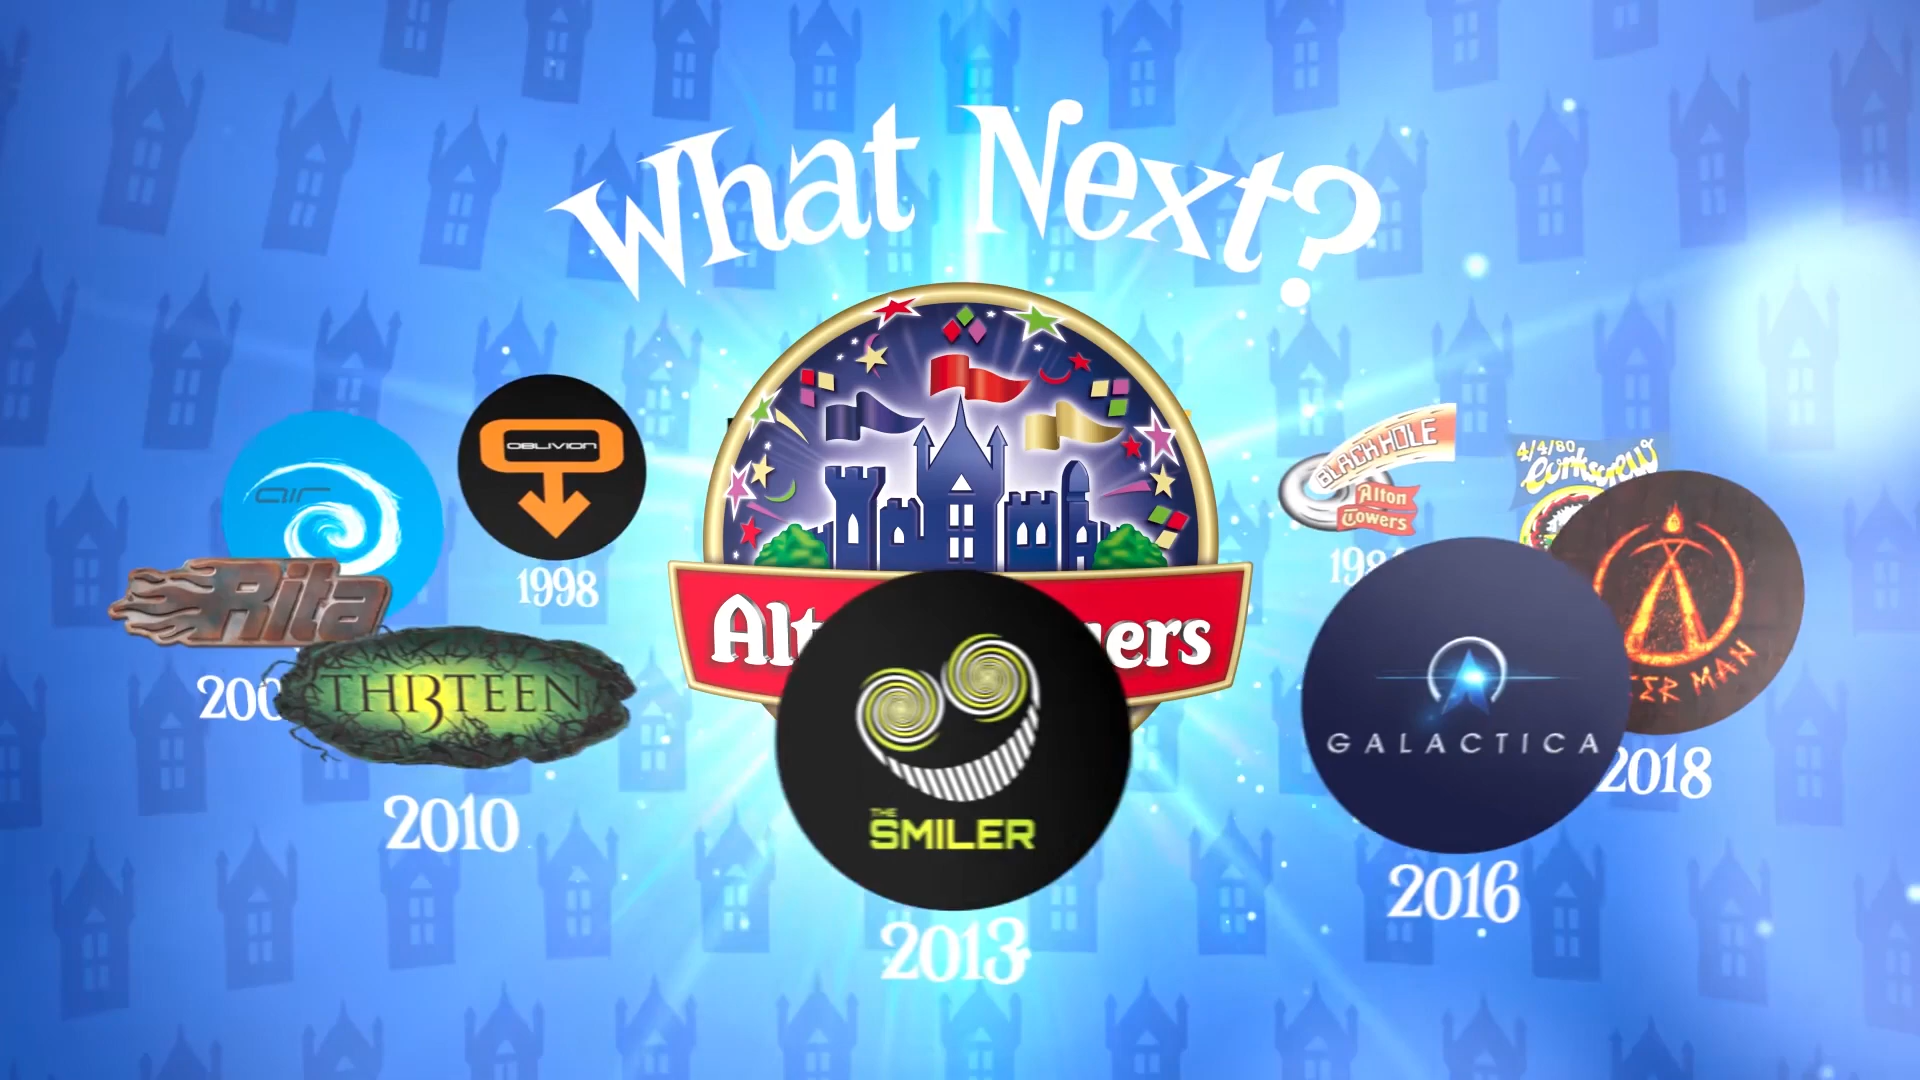 What Next?
4/4/80
Corkscrew
BLACK HOLE
Alton
Towers
OBLIVION
air
1998
Rita
THI3TEEN
GALACTICA
2018
2010
THE
SMILER
2016
2013